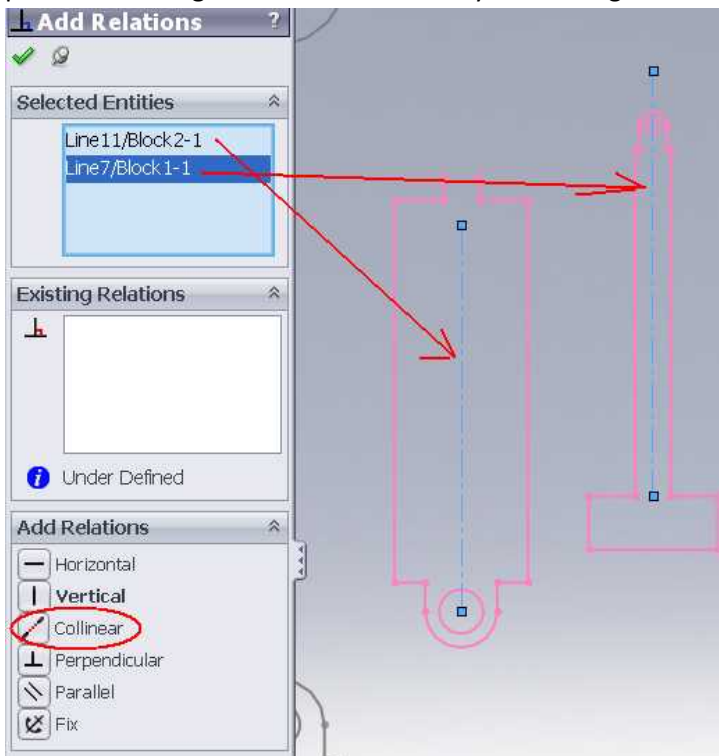 Add Relations ?
Selected Entities
Line11/Block2-1
Line7/Block1-1
Existing Relations
Under Defined
Add Relations
Horizontal
Vertical
Collinear
Perpendicular
Parallel
Fix